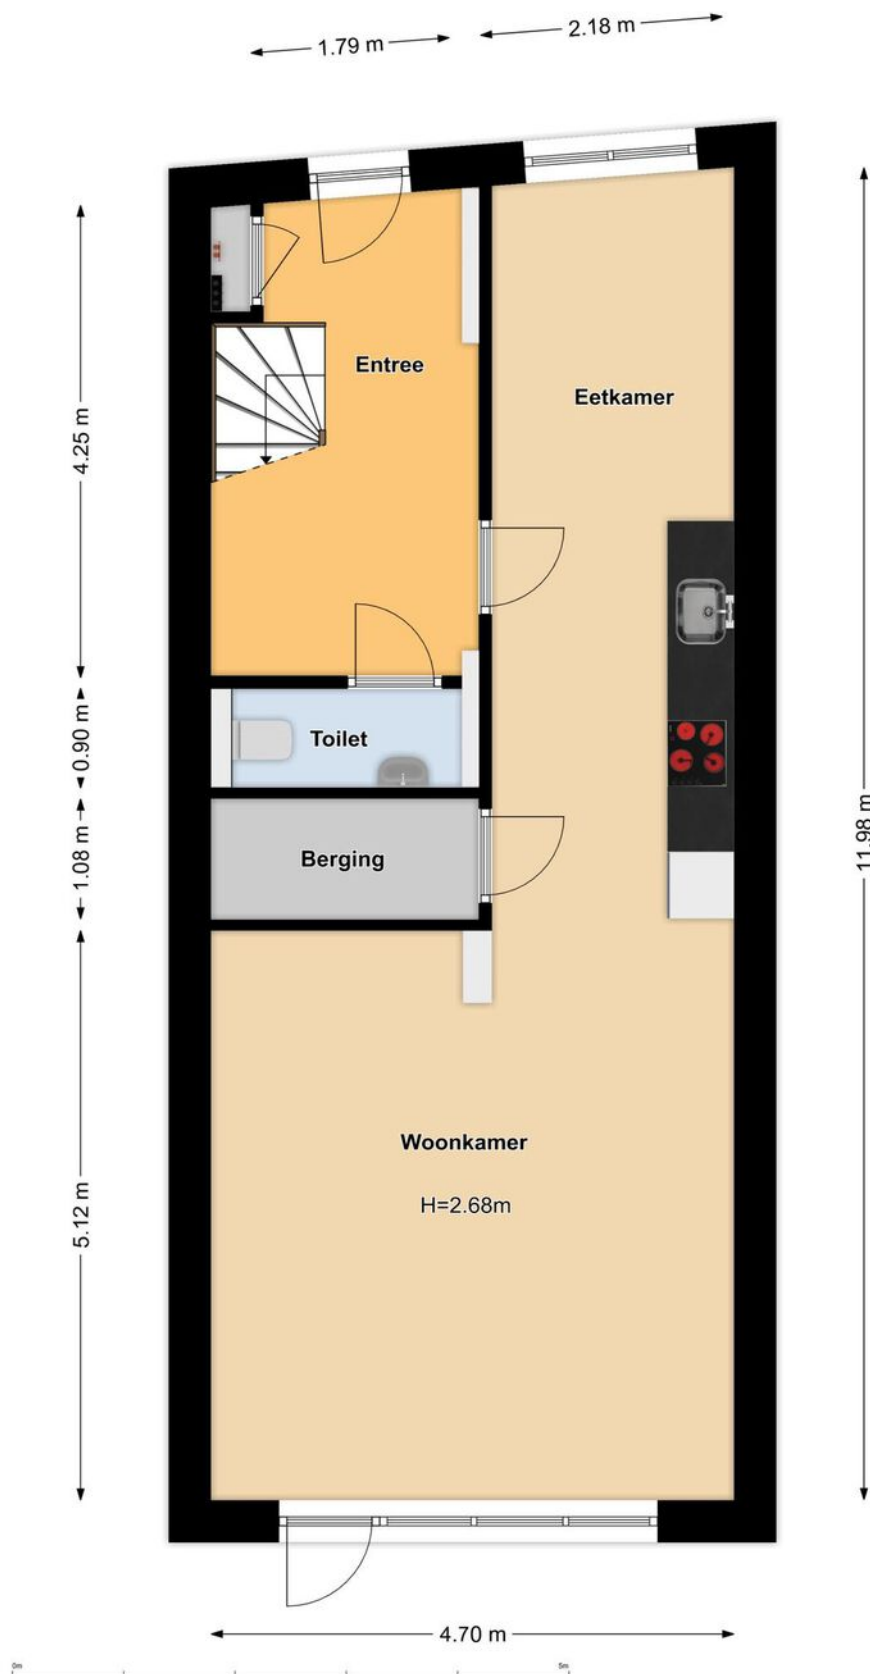 1.79 m
2.18 m
Entree
Eetkamer
4.25 m
Toilet
0.90 m
Berging
1.08 m
11.98 m
Woonkamer
H=2.68m
5.12 m
4.70 m
0m
5m